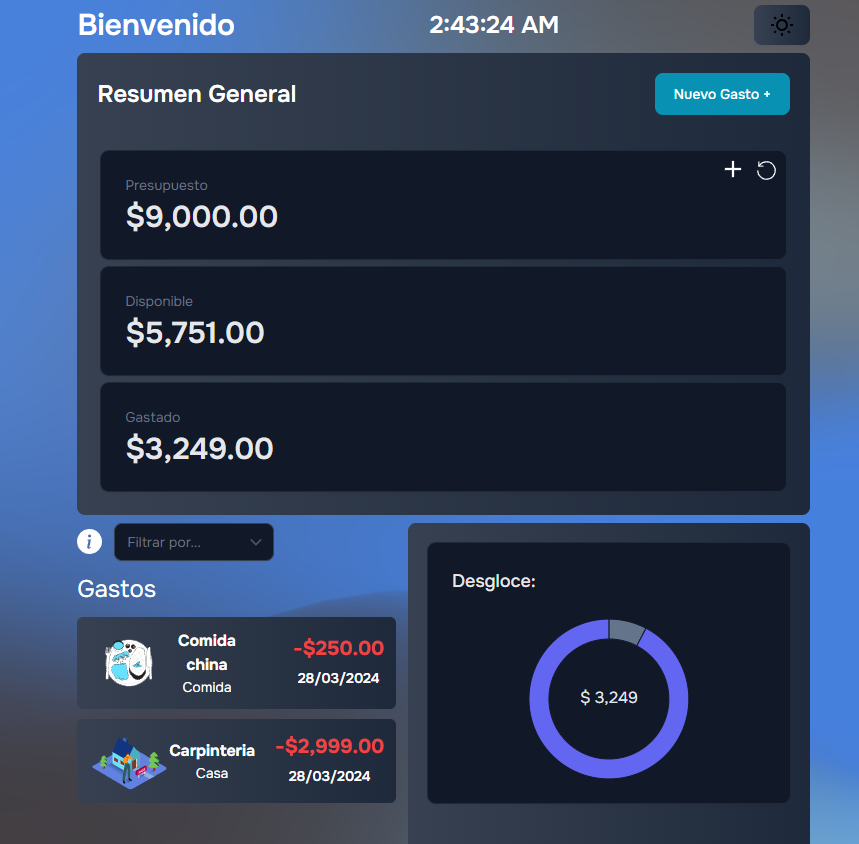 Bienvenido
2:43:24 AM
Resumen General
Nuevo Gasto +
Presupuesto
$9,000.00
Disponible
$5,751.00
Gastado
$3,249.00
i
Filtrar por...
Gastos
Comida
china
Comida
-$250.00
28/03/2024
Carpinteria
Casa
-$2,999.00
28/03/2024
Desgloce:
$ 3,249